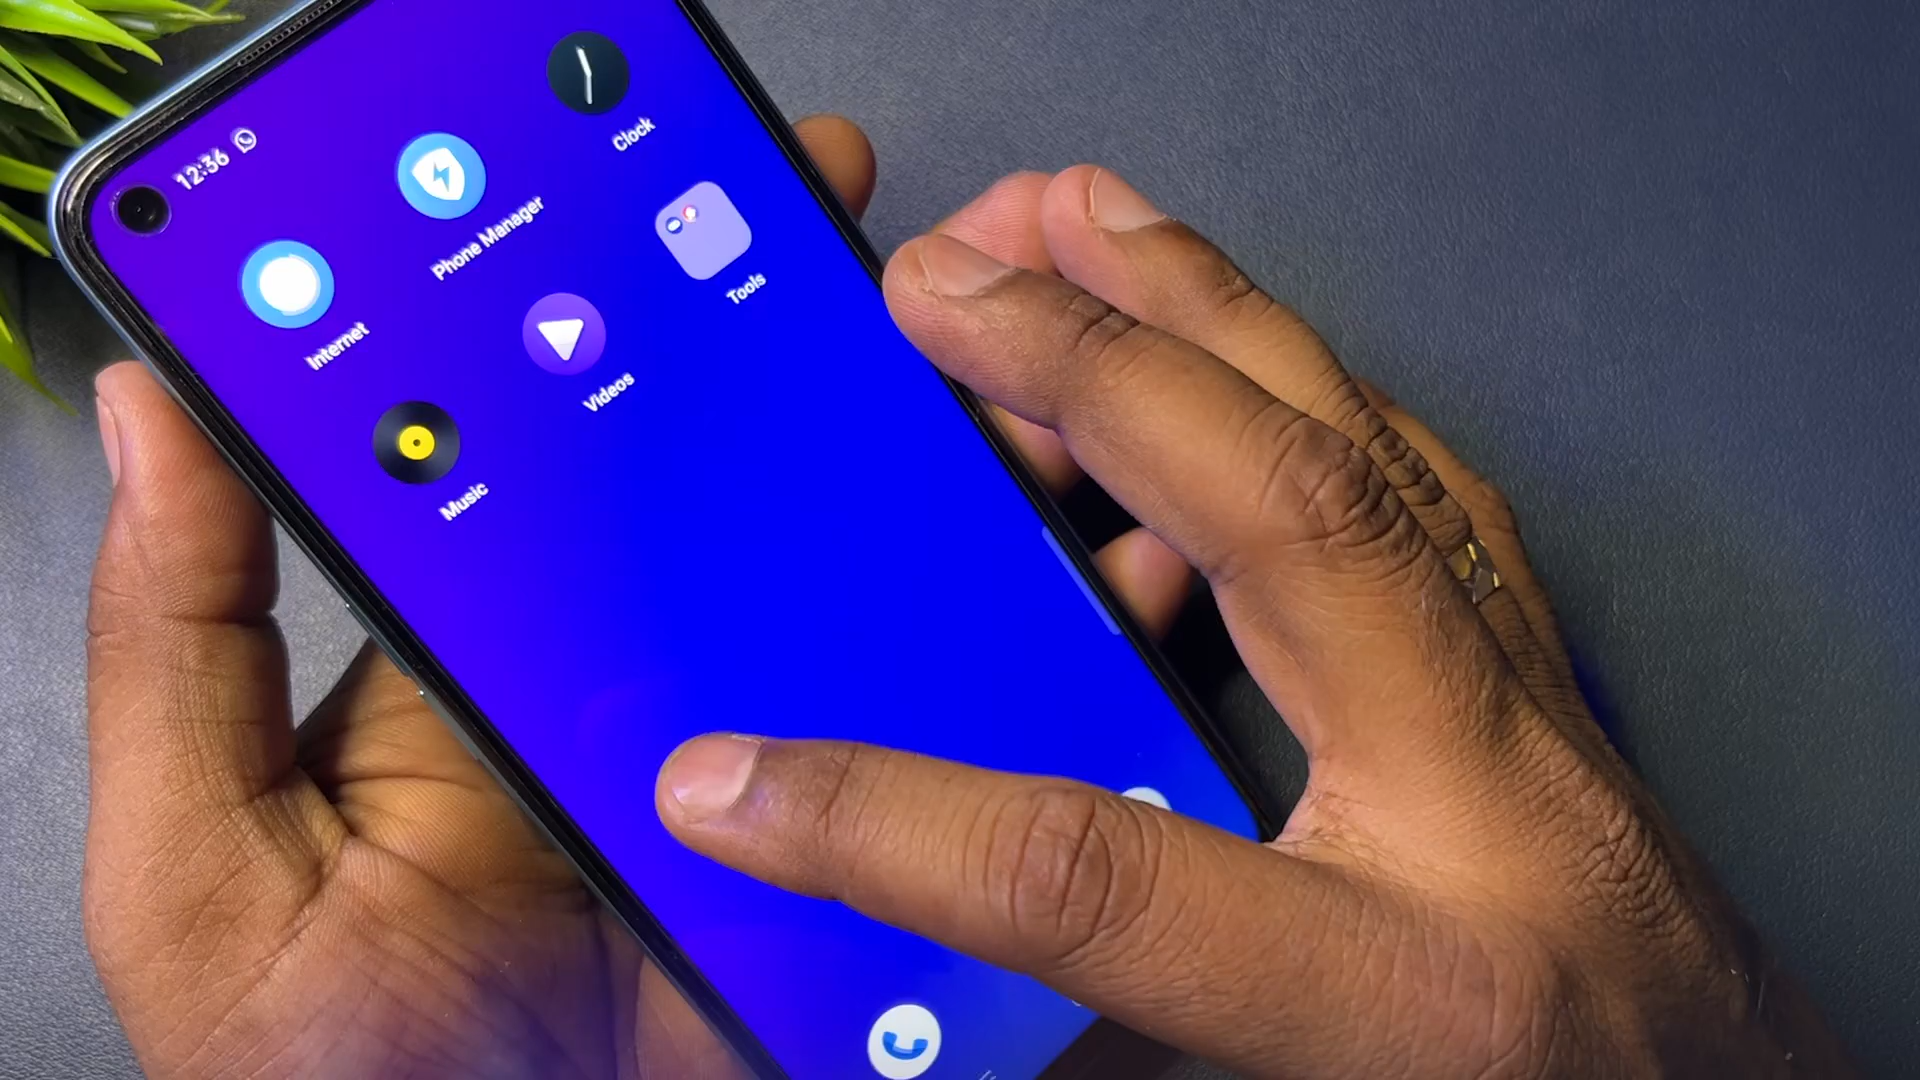 12:36
Internet
Phone Manager
Clock
Music
Videos
Tools